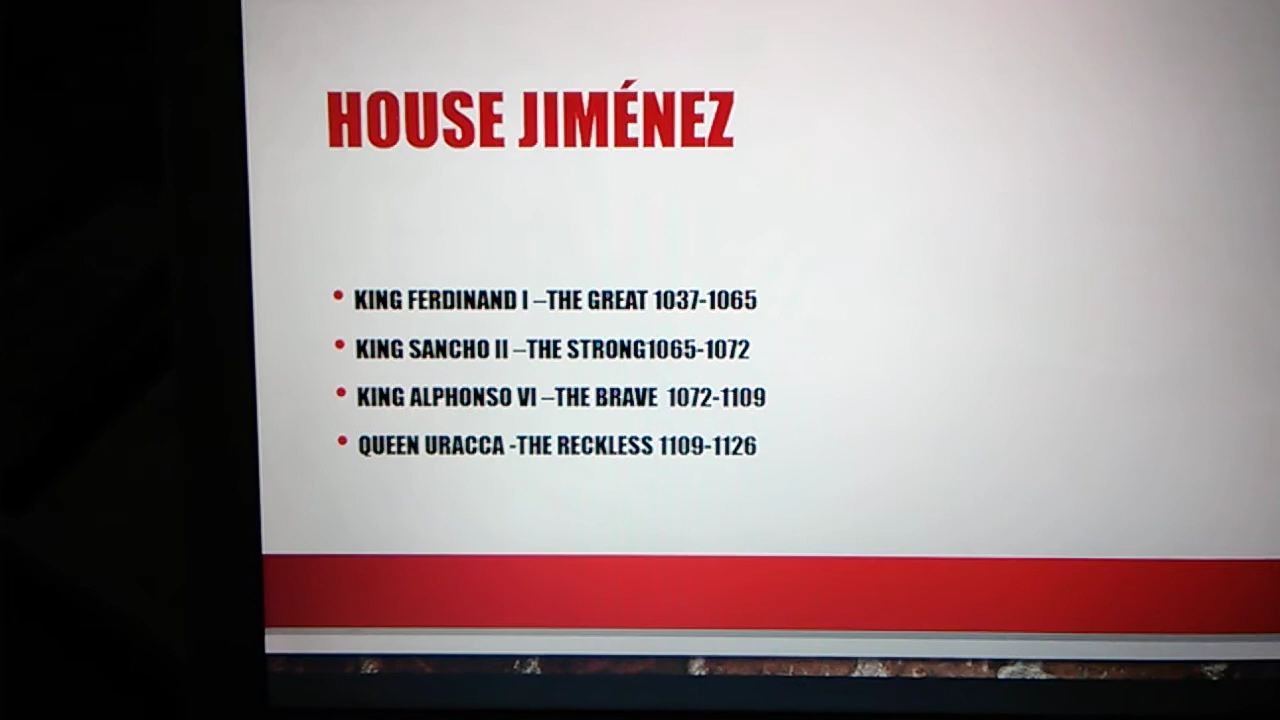 HOUSE JIMÉNEZ
• KING FERDINAND I –THE GREAT 1037-1065
• KING SANCHO II –THE STRONG1065-1072
• KING ALPHONSO VI –THE BRAVE 1072-1109
• QUEEN URACCA -THE RECKLESS 1109-1126